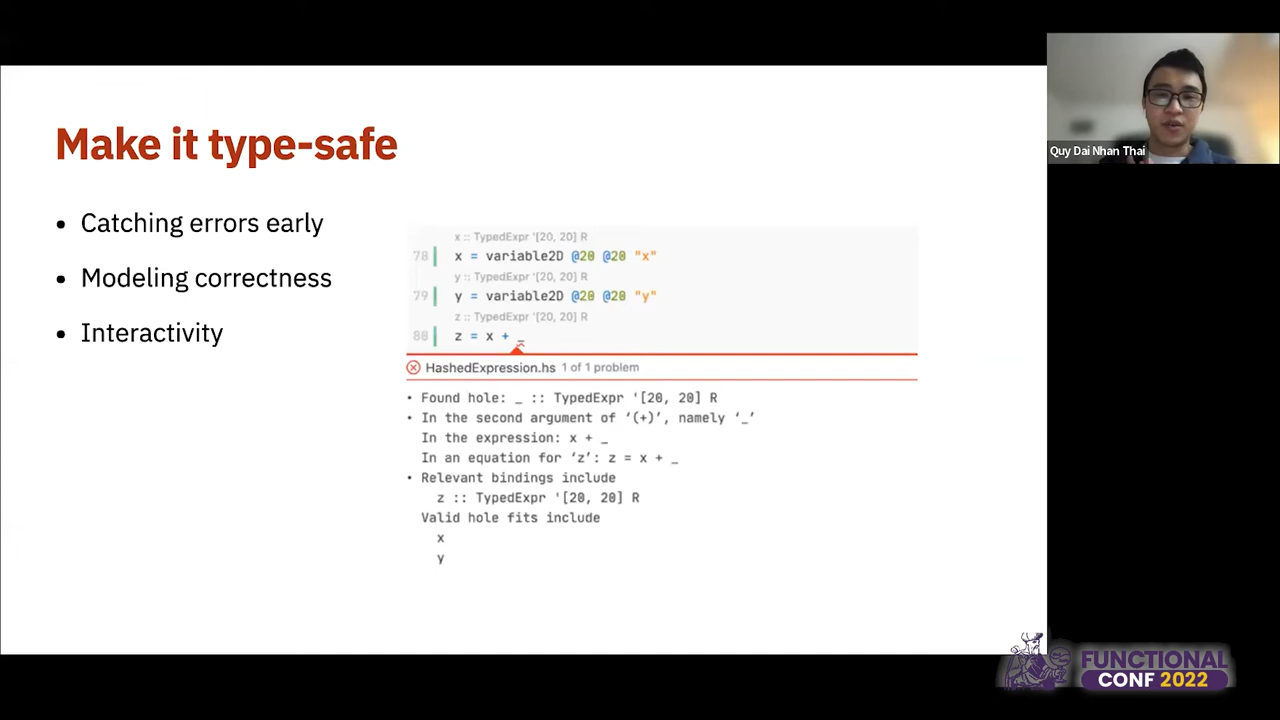 Make it type-safe
• Catching errors early
• Modeling correctness
• Interactivity
x :: TypedExpr '[20, 20] R
78 x = variable2D @20 @20 "x"
y :: TypedExpr '[20, 20] R
79 y = variable2D @20 @20 "y"
z :: TypedExpr '[20, 20] R
80 z = x + _
HashedExpression.hs 1 of 1 problem
• Found hole: _ :: TypedExpr '[20, 20] R
• In the second argument of ‘(+)’, namely ‘_’
In the expression: x + _
In an equation for ‘z’: z = x + _
• Relevant bindings include
z :: TypedExpr '[20, 20] R
Valid hole fits include
x
y
Quy Dai Nhan Thai
FUNCTIONAL
CONF 2022